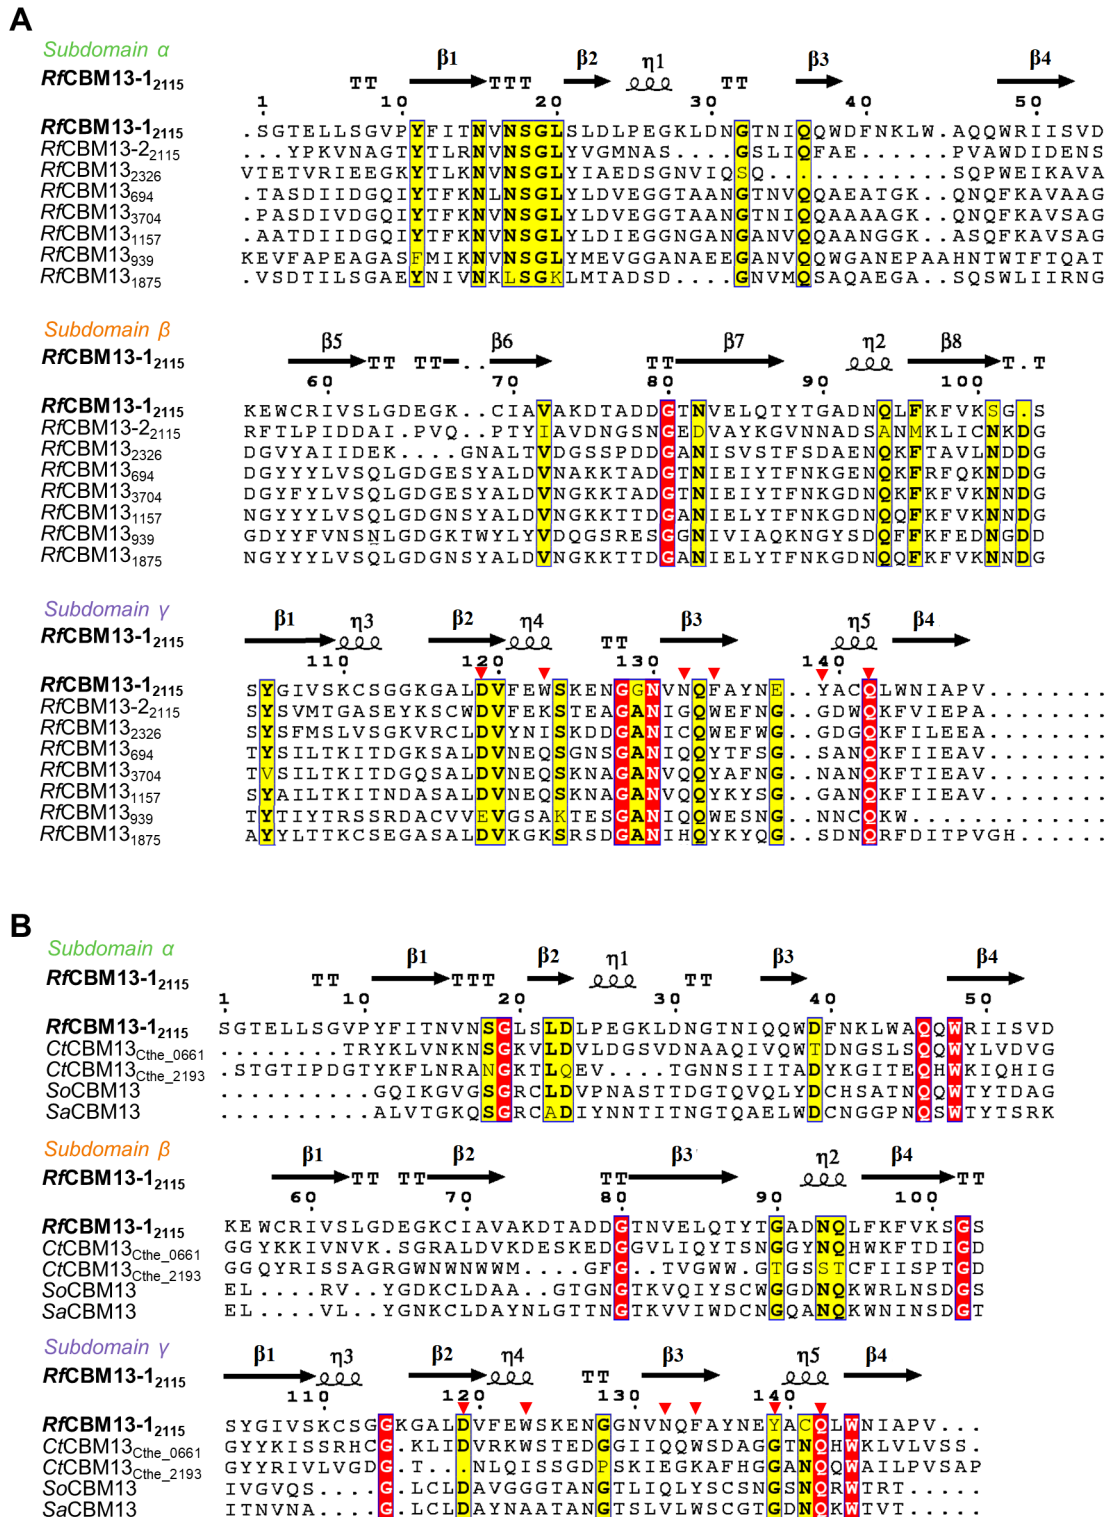 A
Subdomain α
β1 β2 η1 β3 β4
RfCBM13-1₂₁₁₅ TT TTT TT
1 10 20 30 40 50
RfCBM13-1₂₁₁₅ .SGTELLSGVPYFITNVNSGLSLDLPEGKLDNGTNIQQWDFNKLW.AQQWRIISVD
RfCBM13-2₂₁₁₅ ...YPKVNAGTYTLRNVNSGLYVGMNAS....GSLIQFAE.......PVAWDIDENS
RfCBM13₂₃₂₆ VTETVRIEEGKYTLKNVNSGLYIAEDSGNVIQSQ............SQPWEIKAVA
RfCBM13₆₉₄ .TASDIIDGQIYTFKNLNSGLYLDVEGGTAANGTNVQQAEATGK..QNQFKAVAAG
RfCBM13₃₇₀₄ .PASDIVDGQIYTFKNVNSGLYLDVEGGTAANGTNIQQAAAAGK..QNQFKAVSAG
RfCBM13₁₁₅₇ .AATDIIDGQIYTFKNVNSGLYLDIEGGNGANGANVQQAANGGK..ASQFKAVSAG
RfCBM13₉₃₉ KEVFAPEAGASFMIKNVNSGLYMEVGGANAEEGANVQQWGANEPAAHNTWTFTQAT
RfCBM13₁₈₇₅ .VSDTILSGAEYNIVNLSGKLMTADSD....GNVMQSAQAEGA..SQWLIIRNG
Subdomain β
β5 β6 β7 η2 β8
RfCBM13-1₂₁₁₅ TT TT .. TT T.T
60 70 80 90 100
RfCBM13-1₂₁₁₅ KEWCRIVSLGDEGK..CIAVAKDTADDGTNVELQTYTGADNQLFKFVKSG.S
RfCBM13-2₂₁₁₅ RFTLPIDDAI.PVQ..PTYIAVDNGSNGEDVAYKGVNNADSAAMKLICNKDG
RfCBM13₂₃₂₆ DGVYAIIDEK....GNALTVDGSSPDDGANISVSTFSDAENQKFTAVLNDDG
RfCBM13₆₉₄ DGYYYLVSQLGDGESYALDVNAKKTADGANIEIYTFNKGENQKFRFQKNDDG
RfCBM13₃₇₀₄ DGYFYLVSQLGDGESYALDVNGKKTADGTNIEIYTFNKGDNQKFKFVKNNDG
RfCBM13₁₁₅₇ NGYYYLVSQLGDGNSYALDVNGKKTTDGANIELYTFNKGDNQQFKFVKNNDG
RfCBM13₉₃₉ DGYYFVNSNLGDGKTWYLYVDQGSRESGGNIVIAQKNGYSDQFFKFEDNGDD
RfCBM13₁₈₇₅ NGYYYLVSQLGDGKSYALDVNGKKTTDGANIELYTFNKGDNQQFKFVKNNDG
Subdomain γ
β1 η3 β2 η4 β3 η5 β4
RfCBM13-1₂₁₁₅ TT
110 120 130 140
RfCBM13-1₂₁₁₅ SYGIVSKCSGGKGALDVFEWSKENGGNVNQFAYNE..YACQLWNIAPV........
RfCBM13-2₂₁₁₅ SYSVMTGASEYKSCWDVFEKSTEAGANIGQWEFNG..GDWQKFVIEPA........
RfCBM13₂₃₂₆ SYSFMSLVSGKVRCLDVYNISKDDGANICQWEFWG..GDGQKFILEEA........
RfCBM13₆₉₄ TYSILTKITDGKSALDVNEQSGNSGANIQQYTFSG..SANQKFIIEAV........
RfCBM13₃₇₀₄ TVSILTKITDGQSALDVNEQSKNAGANVQQYAFNG..NANQKFTIEAV........
RfCBM13₁₁₅₇ SYAILTKITNDASALDVNEQSKNAGANVQQYKYSG..GANQKFIIEAV........
RfCBM13₉₃₉ TYTIYTRSSRDACVVEVGSAKTESGANIQQWESNG..NNCQKW.............
RfCBM13₁₈₇₅ AYYLTTKCSEGASALDVKGKSRSDGANIHQYKYQG..SDNQRFDITPVGH......
B
Subdomain α
β1 β2 η1 β3 β4
RfCBM13-1₂₁₁₅ TT TTT TT
1 10 20 30 40 50
RfCBM13-1₂₁₁₅ SGTELLSGVPYFITNVNSGLSLDLPEGKLDNGTNIQQWDFNKLWAQQWRIISVD
CtCBM13Cthe_0661 ........TRYKLVNKNSGKVLDVLDGSVDNAAQIVQWTDNGSLSQQWYLVDVG
CtCBM13Cthe_2193 .STGTIPDGTYKFLNRANGKTLQEV....TGNNSIITADYKGITEQHWKIQHIG
SoCBM13 ..........GQIKGVGSGRCLDVPNASTTDGTQVQLYDCHSATNQQWTYTDAG
SaCBM13 ..........ALVTGKQSGRCADIYNNTITNGTQAELWDCNGGPNQSWTYTSRK
Subdomain β
β1 β2 β3 η2 β4
RfCBM13-1₂₁₁₅ TT TT TT TT
60 70 80 90 100
RfCBM13-1₂₁₁₅ KEWCRIVSLGDEGKCIAVAKDTADDGTNVELQTYTGADNQLFKFVKSGS
CtCBM13Cthe_0661 GGYKKIVNVK.SGRALDVKDESKEDGGVLIQYTSNGGYNQHWKFTDIGD
CtCBM13Cthe_2193 GGQYRISSAGRGWNWNWWM....GFG..TVGWW.GTGSSTCFIISPTGD
SoCBM13 EL....RV..YGDKCLDAA..GTGNGTKVQIYSCWGGDNQKWRLNSDGS
SaCBM13 EL....VL..YGNKCLDAYNLGTTNGTKVVIWDCNGQANQKWNINSDGT
Subdomain γ
β1 η3 β2 η4 β3 η5 β4
RfCBM13-1₂₁₁₅ TT
110 120 130 140
RfCBM13-1₂₁₁₅ SYGIVSKCSGGKGALDVFEWSKENGGNVNQFAYNEYACQLWNIAPV...
CtCBM13Cthe_0661 GYYKISSRHCG.KLIDVRKWSTEDGGIIQQWSDAGGTNQHWKLVLVSS.
CtCBM13Cthe_2193 GYYRIVLVGDG.T..NLQISSGDPSKIEGKAFHGGANQQWAILPVSAP
SoCBM13 IVGVQS....GLCLDAVGGGTANGTLIQLYSCSNGSNQRWTRT.....
SaCBM13 ITNVNA....GLCLDAYNAATANGTSLVLWSCGTGDNQKWTVT.....